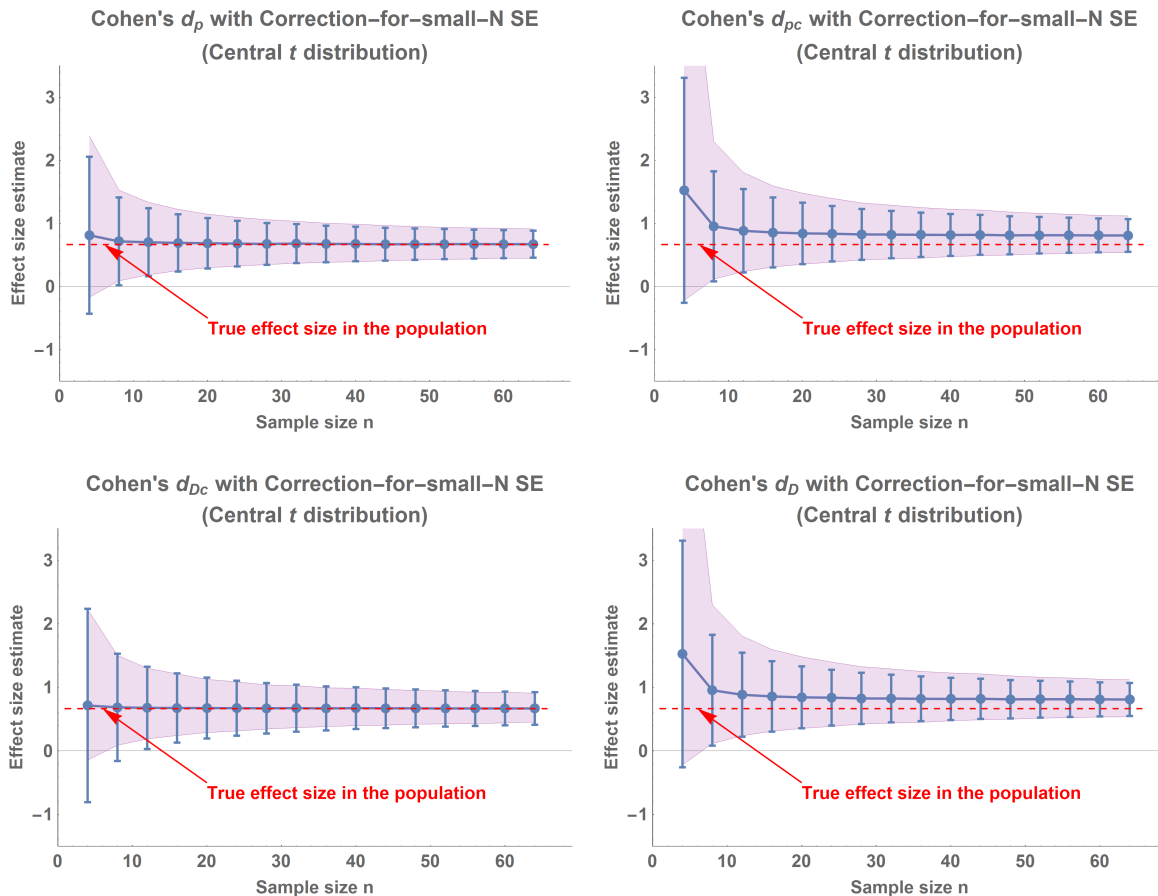 Cohen's dp with Correction−for−small−N SE
(Central t distribution)
Effect size estimate
3
2
1
0
−1
True effect size in the population
0 10 20 30 40 50 60
Sample size n
Cohen's dpc with Correction−for−small−N SE
(Central t distribution)
Effect size estimate
3
2
1
0
−1
True effect size in the population
0 10 20 30 40 50 60
Sample size n
Cohen's dDc with Correction−for−small−N SE
(Central t distribution)
Effect size estimate
3
2
1
0
−1
True effect size in the population
0 10 20 30 40 50 60
Sample size n
Cohen's dD with Correction−for−small−N SE
(Central t distribution)
Effect size estimate
3
2
1
0
−1
True effect size in the population
0 10 20 30 40 50 60
Sample size n